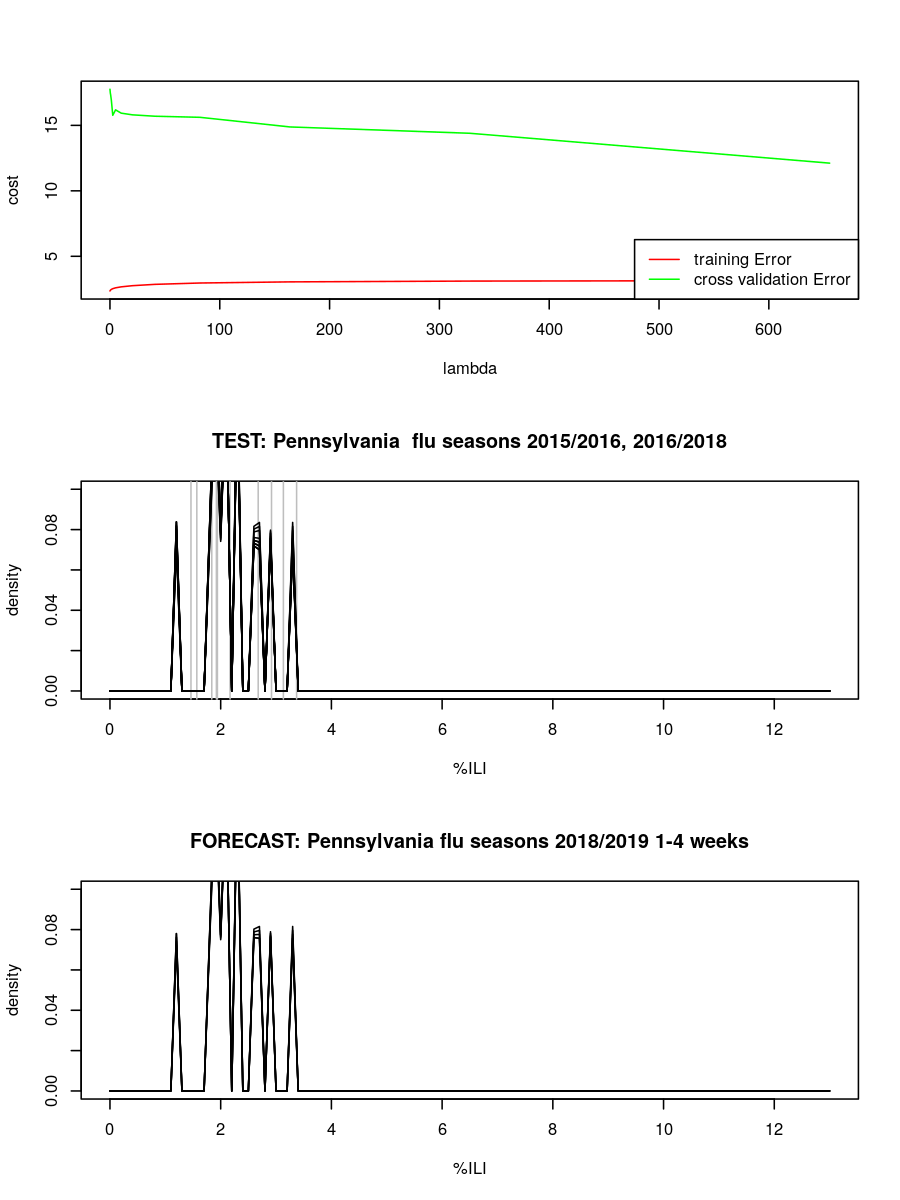 cost
15
10
5
training Error
cross validation Error
0 100 200 300 400 500 600
lambda
TEST: Pennsylvania  flu seasons 2015/2016, 2016/2018
density
0.08
0.04
0.00
0 2 4 6 8 10 12
%ILI
FORECAST: Pennsylvania flu seasons 2018/2019 1-4 weeks
density
0.08
0.04
0.00
0 2 4 6 8 10 12
%ILI